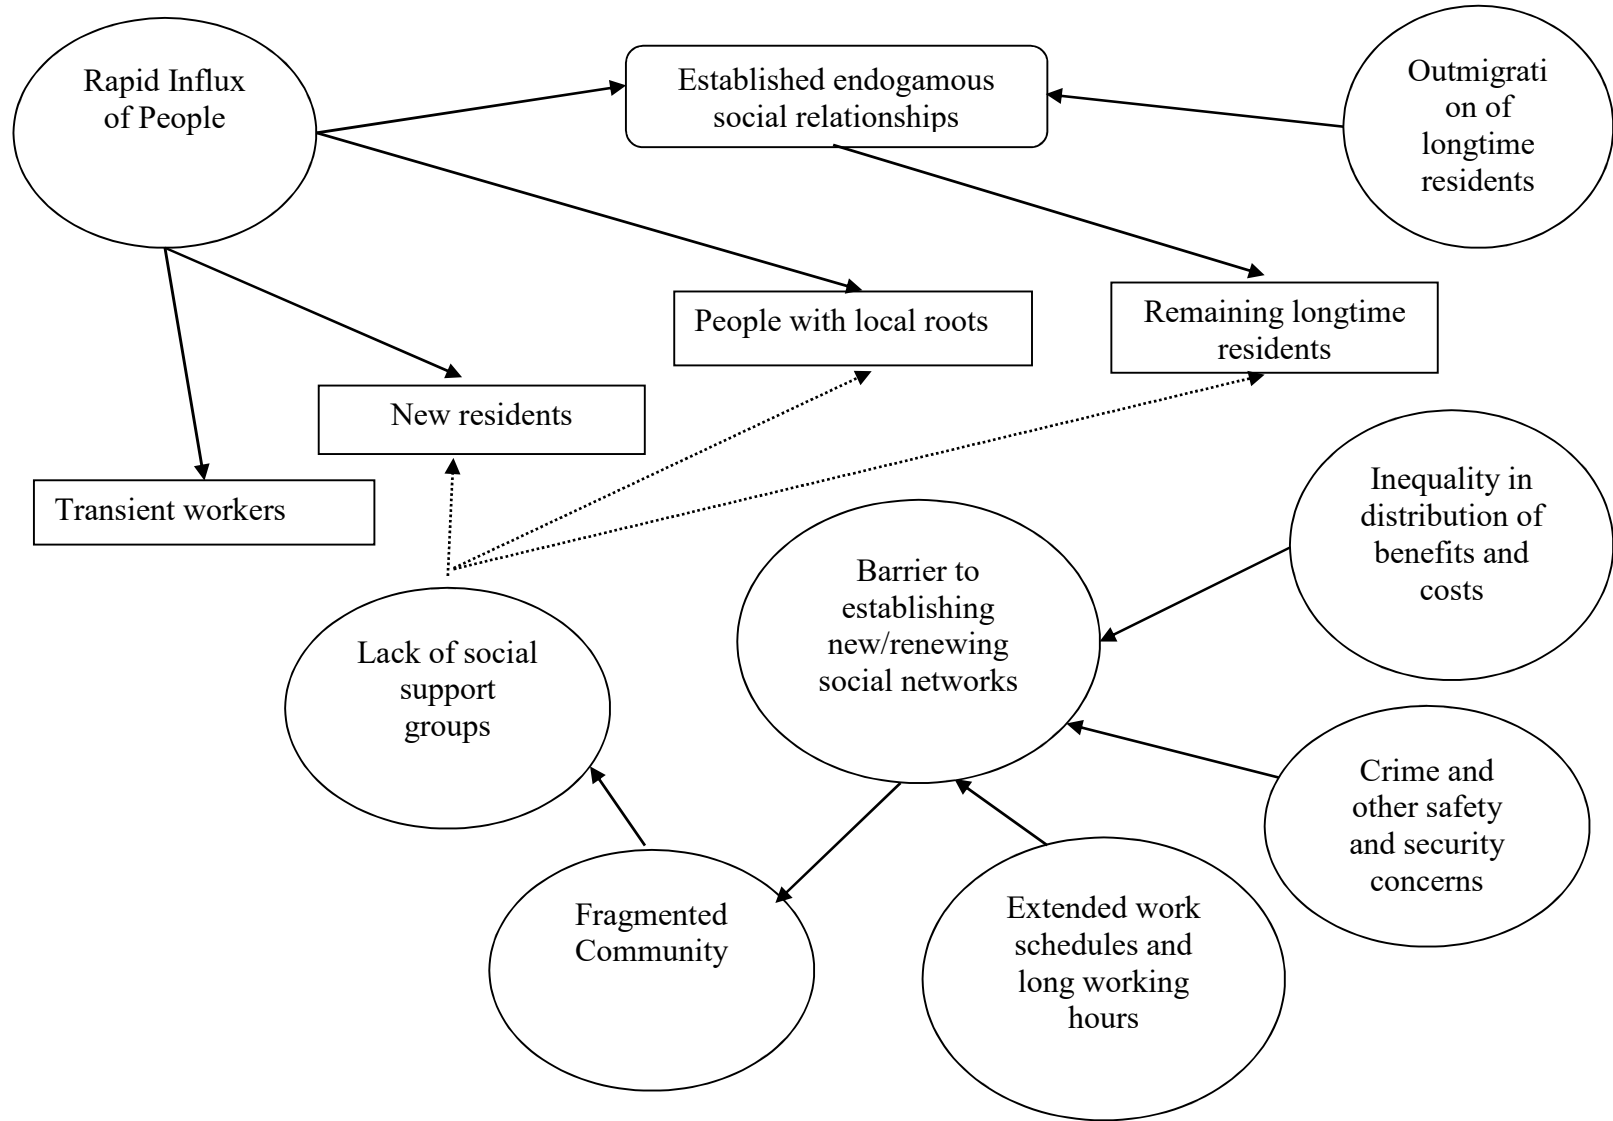 Rapid Influx
of People
Established endogamous
social relationships
Outmigrati
on of
longtime
residents
People with local roots
Remaining longtime
residents
New residents
Transient workers
Inequality in
distribution of
benefits and
costs
Barrier to
establishing
new/renewing
social networks
Lack of social
support
groups
Crime and
other safety
and security
concerns
Fragmented
Community
Extended work
schedules and
long working
hours